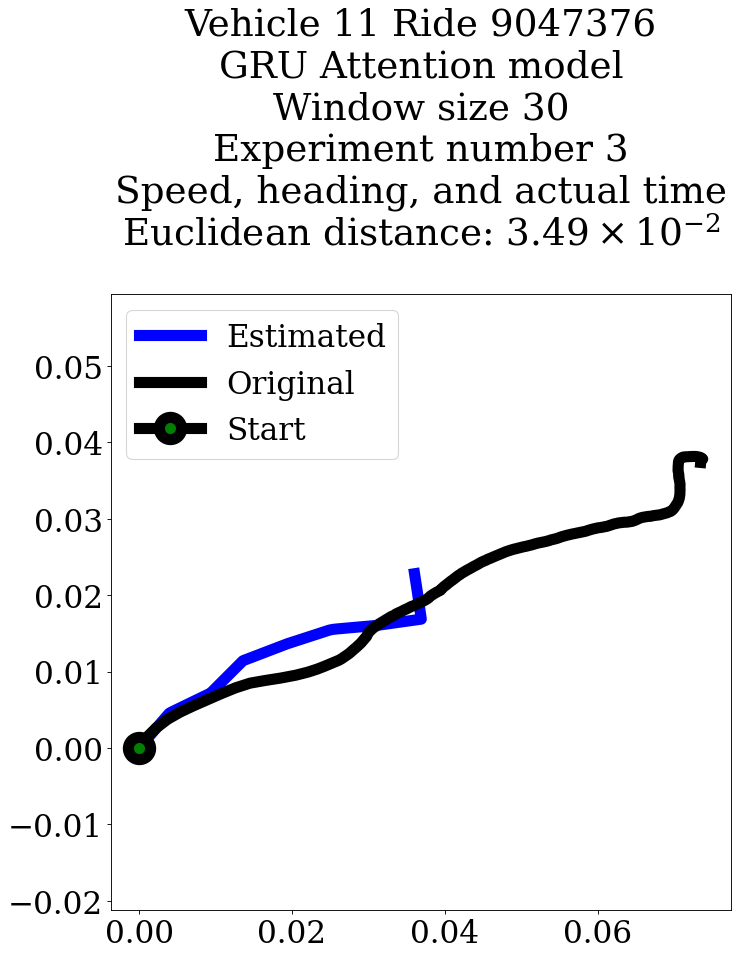 Vehicle 11 Ride 9047376
GRU Attention model
Window size 30
Experiment number 3
Speed, heading, and actual time
Euclidean distance: 3.49 × 10⁻²
Estimated
Original
Start
0.05
0.04
0.03
0.02
0.01
0.00
−0.01
−0.02
0.00 0.02 0.04 0.06